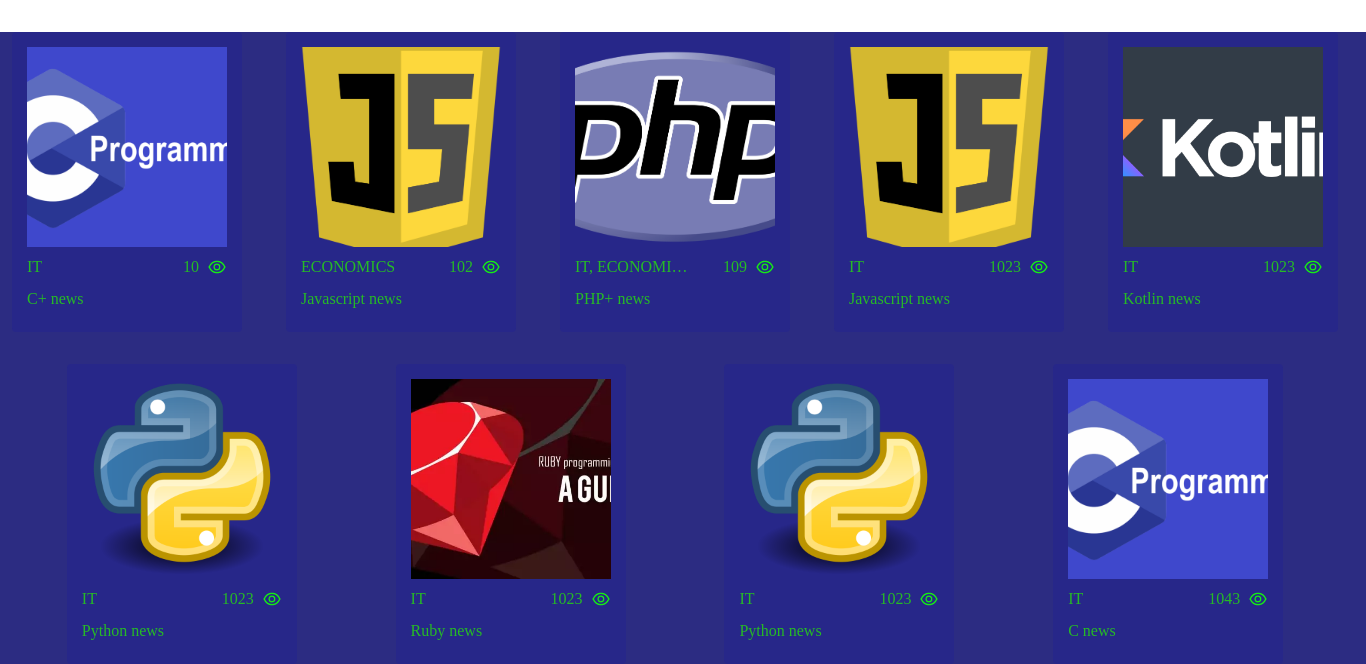 Programm
JS
php
JS
Kotlin
IT 10
ECONOMICS 102
IT, ECONOMI... 109
IT 1023
IT 1023
C+ news
Javascript news
PHP+ news
Javascript news
Kotlin news
RUBY programmi
A GUI
Programm
IT 1023
IT 1023
IT 1023
IT 1043
Python news
Ruby news
Python news
C news